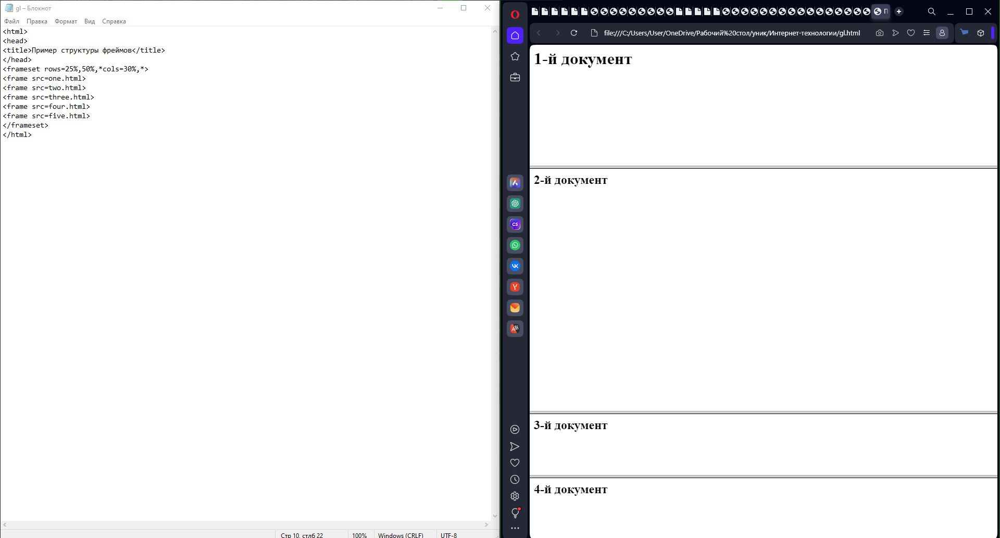 gl – Блокнот
Файл Правка Формат Вид Справка
<html>
<head>
<title>Пример структуры фреймов</title>
</head>
<frameset rows=25%,50%,*cols=30%,*>
<frame src=one.html>
<frame src=two.html>
<frame src=three.html>
<frame src=four.html>
<frame src=five.html>
</frameset>
</html>
Стр 10, стлб 22 100% Windows (CRLF) UTF-8
П
file:///C:/Users/User/OneDrive/Рабочий%20стол/уник/Интернет-технологии/gl.html
CS
1-й документ
2-й документ
3-й документ
4-й документ